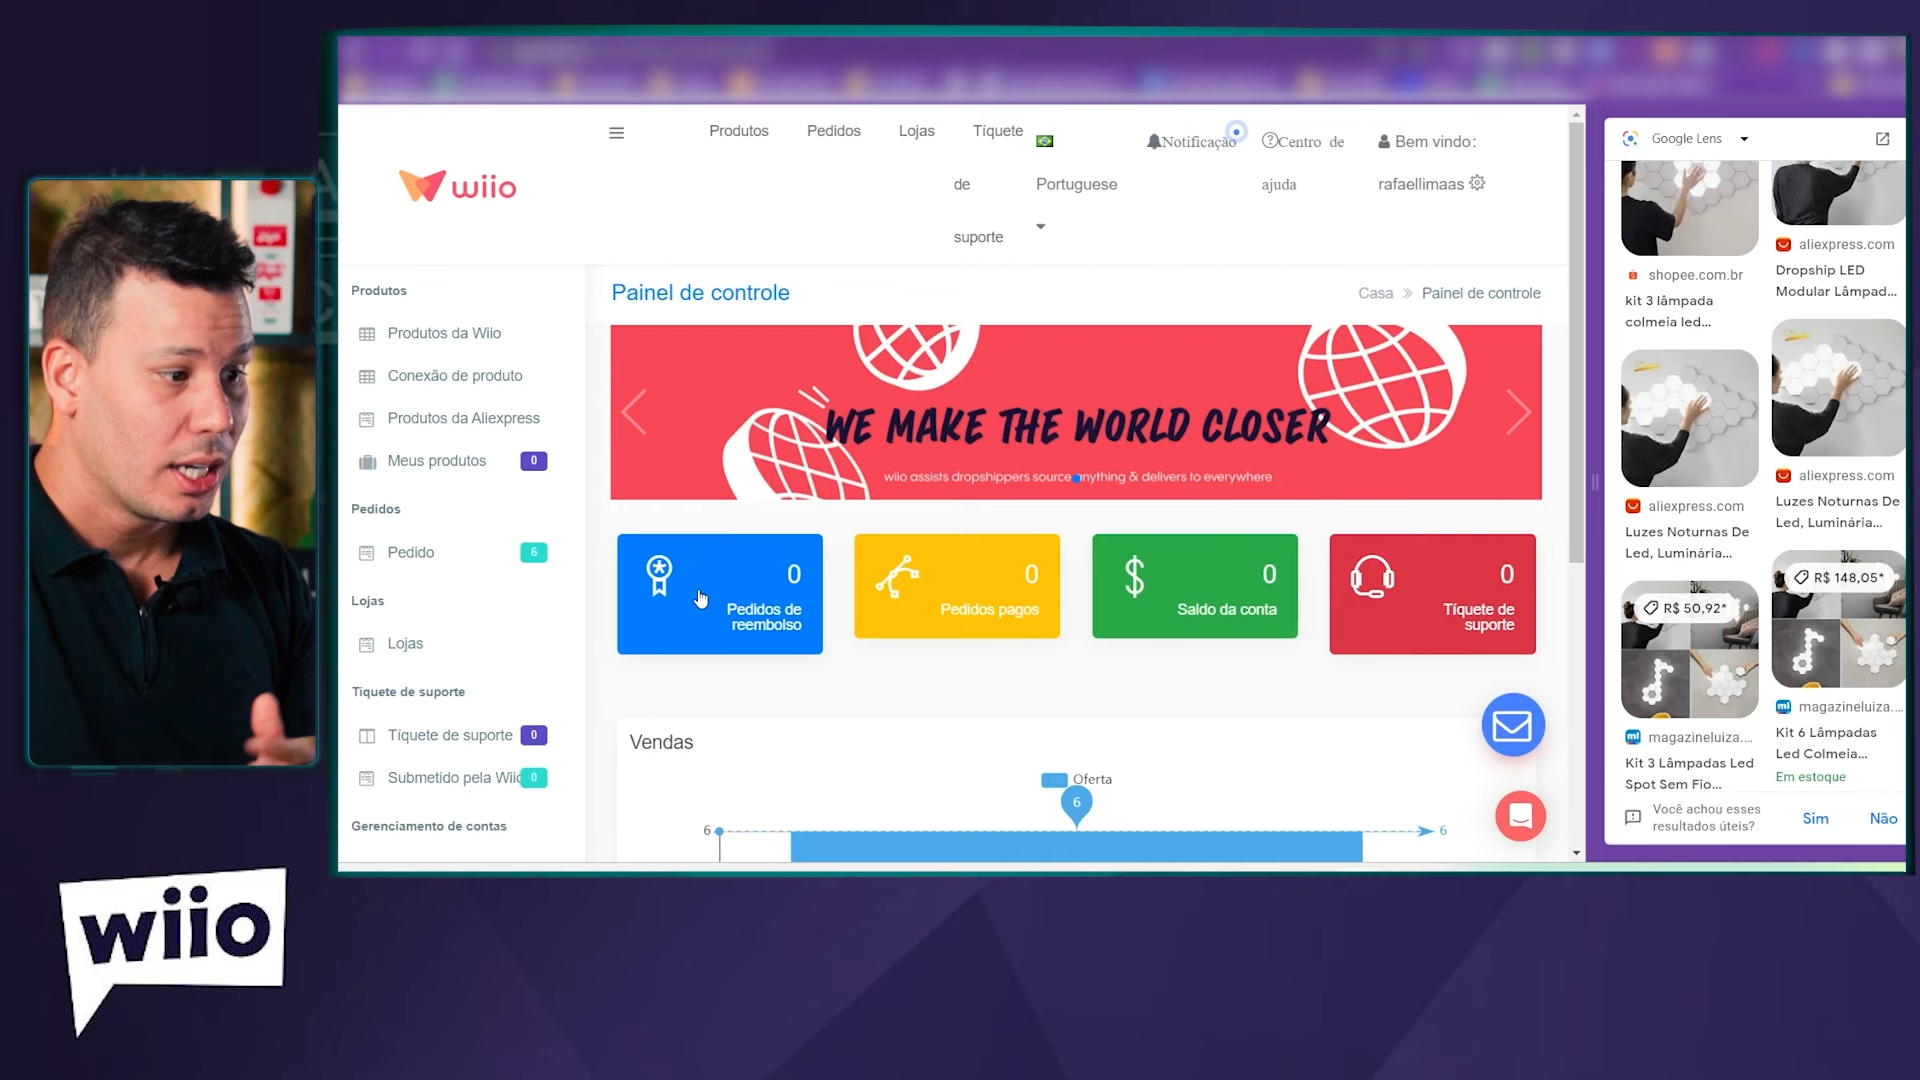 Produtos
Pedidos
Lojas
Tíquete
de
suporte
Portuguese
Notificação
Centro de
ajuda
Bem vindo:
rafaellimaas
wiio
Painel de controle
Casa » Painel de controle
Produtos
Produtos da Wiio
Conexão de produto
Produtos da Aliexpress
Meus produtos 0
Pedidos
Pedido 6
Lojas
Lojas
Tíquete de suporte
Tíquete de suporte 0
Submetido pela Wiio 0
Gerenciamento de contas
WE MAKE THE WORLD CLOSER
wiio assists dropshippers source anything & delivers to everywhere
0
Pedidos de
reembolso
0
Pedidos pagos
$
0
Saldo da conta
0
Tíquete de
suporte
Vendas
Oferta
6
6
6
Google Lens
shopee.com.br
kit 3 lâmpada
colmeia led...
aliexpress.com
Luzes Noturnas De
Led, Luminária...
R$ 50,92*
magazineluiza....
Kit 3 Lâmpadas Led
Spot Sem Fio...
aliexpress.com
Dropship LED
Modular Lâmpad...
aliexpress.com
Luzes Noturnas De
Led, Luminária...
R$ 148,05*
magazineluiza....
Kit 6 Lâmpadas
Led Colmeia...
Em estoque
Você achou esses
resultados úteis?
Sim
Não
wiio